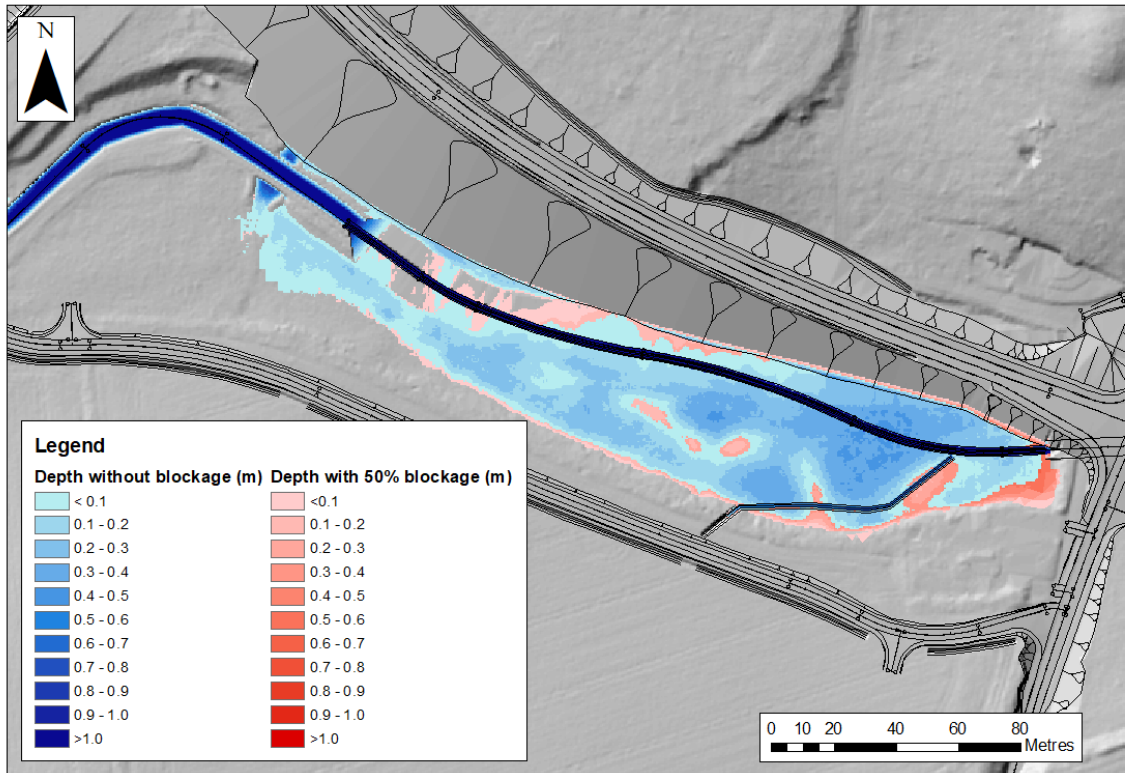 N
Legend
Depth without blockage (m) Depth with 50% blockage (m)
< 0.1 <0.1
0.1 - 0.2 0.1 - 0.2
0.2 - 0.3 0.2 - 0.3
0.3 - 0.4 0.3 - 0.4
0.4 - 0.5 0.4 - 0.5
0.5 - 0.6 0.5 - 0.6
0.6 - 0.7 0.6 - 0.7
0.7 - 0.8 0.7 - 0.8
0.8 - 0.9 0.8 - 0.9
0.9 - 1.0 0.9 - 1.0
>1.0 >1.0
0 10 20 40 60 80
Metres